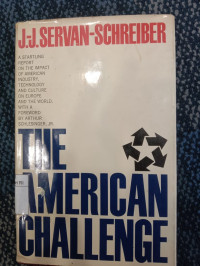 J.-J. SERVAN-SCHREIBER
A STARTLING
REPORT
ON THE IMPACT
OF AMERICAN
INDUSTRY,
TECHNOLOGY
AND CULTURE
ON EUROPE
AND THE WORLD.
WITH A
FOREWORD
BY ARTHUR
SCHLESINGER, JR.
THE
AMERICAN
CHALLENGE